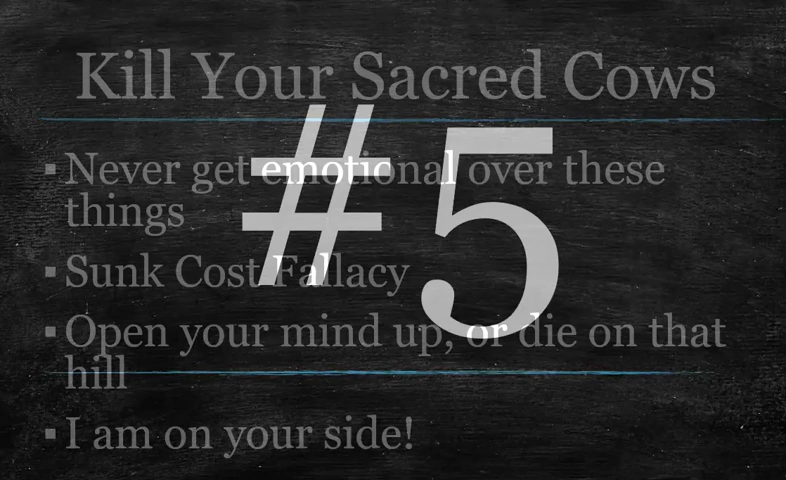 Kill Your Sacred Cows
#5
▪Never get emotional over these
things
▪Sunk Cost Fallacy
▪Open your mind up, or die on that
hill
▪I am on your side!